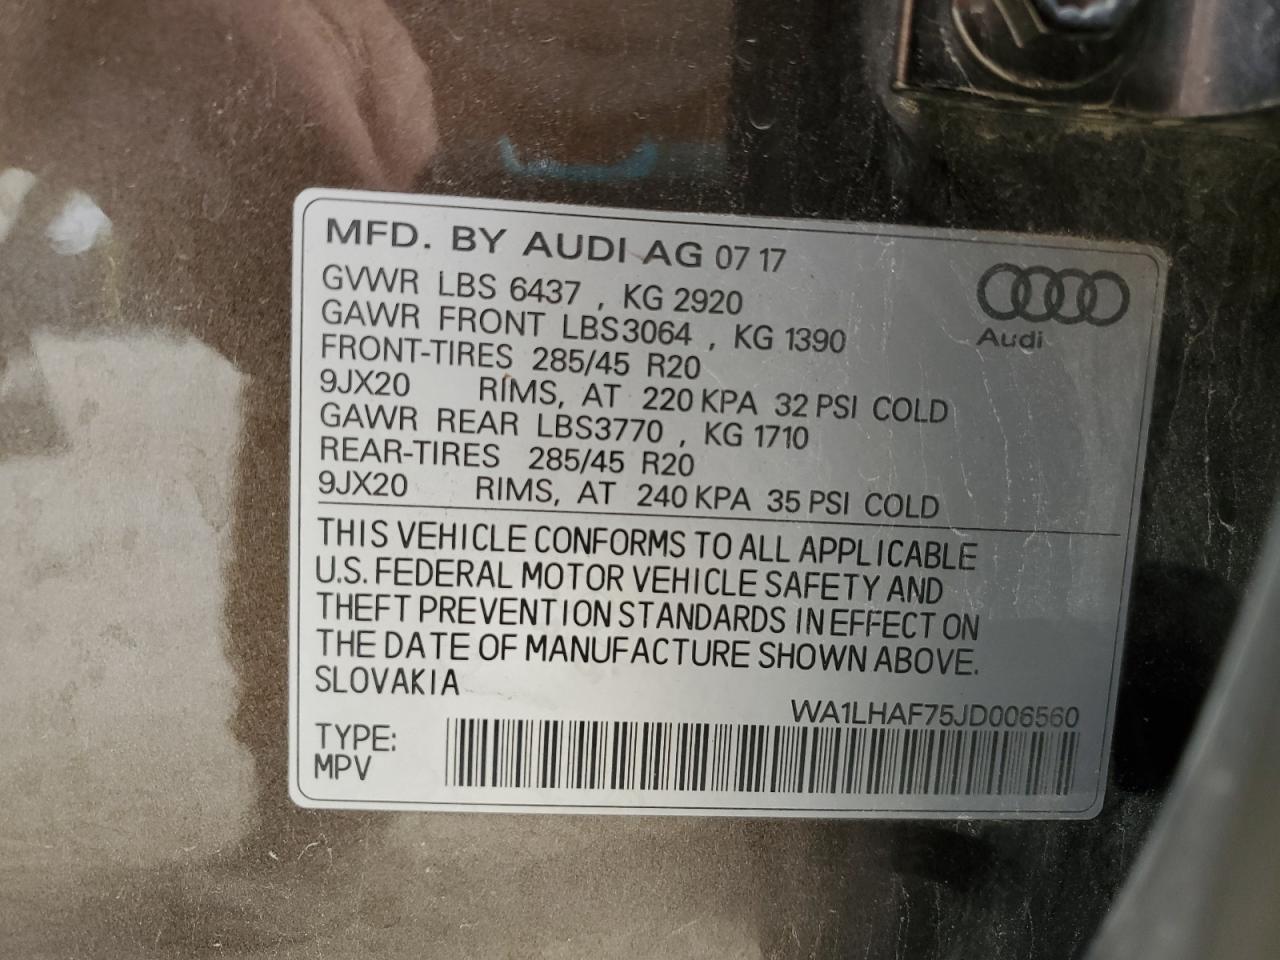 MFD. BY AUDI AG 07 17
GVWR LBS 6437 , KG 2920
GAWR FRONT LBS3064 , KG 1390
FRONT-TIRES 285/45 R20
9JX20 RIMS, AT 220 KPA 32 PSI COLD
GAWR REAR LBS3770 , KG 1710
REAR-TIRES 285/45 R20
9JX20 RIMS, AT 240 KPA 35 PSI COLD
Audi
THIS VEHICLE CONFORMS TO ALL APPLICABLE
U.S. FEDERAL MOTOR VEHICLE SAFETY AND
THEFT PREVENTION STANDARDS IN EFFECT ON
THE DATE OF MANUFACTURE SHOWN ABOVE.
SLOVAKIA
WA1LHAF75JD006560
TYPE:
MPV